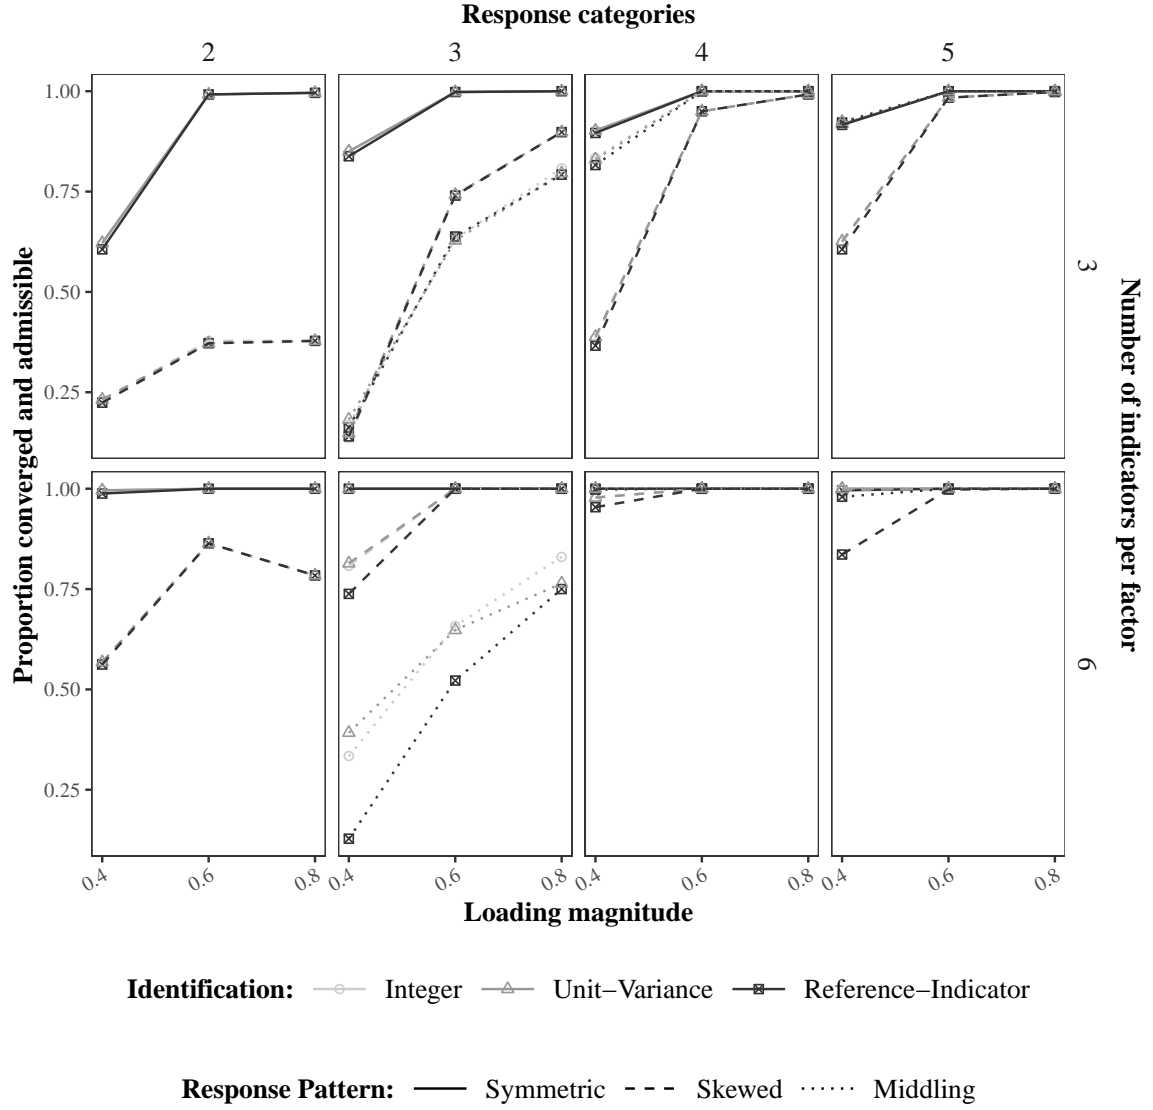 Response categories
2 3 4 5
1.00
0.75
0.50
0.25
3
1.00
0.75
0.50
0.25
6
Proportion converged and admissible
Number of indicators per factor
0.4 0.6 0.8 0.4 0.6 0.8 0.4 0.6 0.8 0.4 0.6 0.8
Loading magnitude
Identification: Integer Unit−Variance Reference−Indicator
Response Pattern: Symmetric Skewed Middling